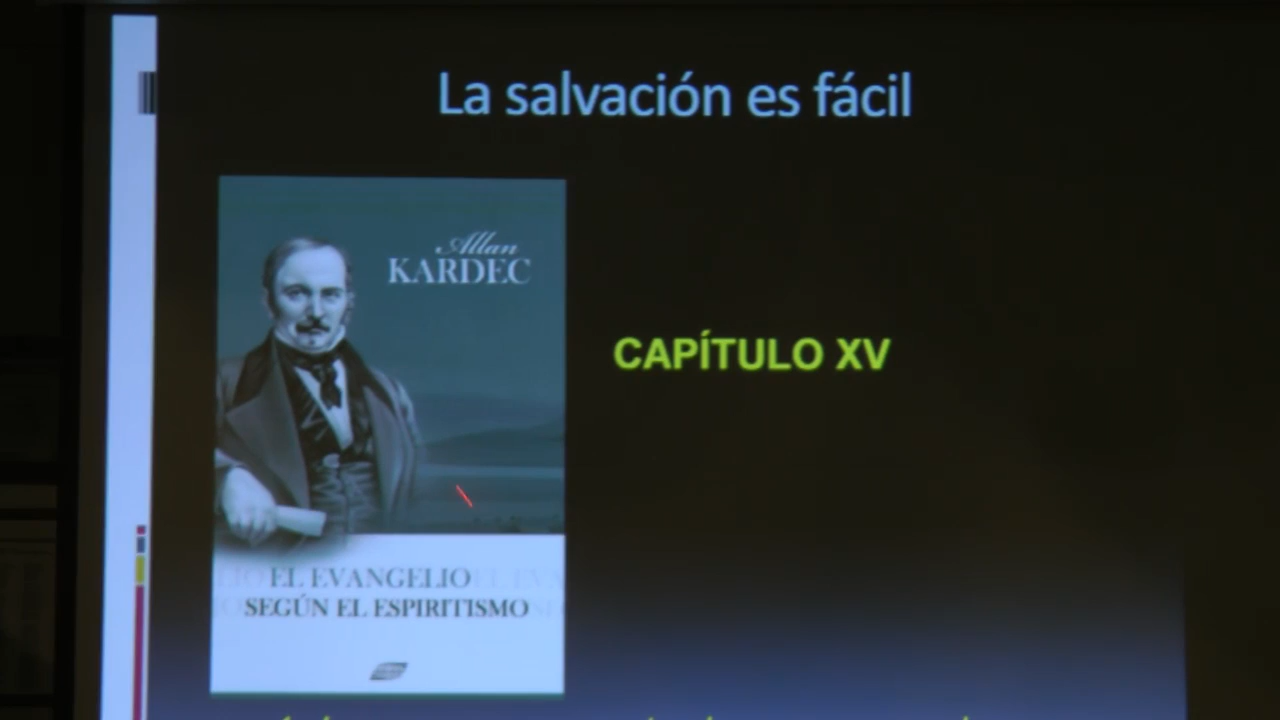 La salvación es fácil
Allan
KARDEC
CAPÍTULO XV
EL EVANGELIO
SEGÚN EL ESPIRITISMO